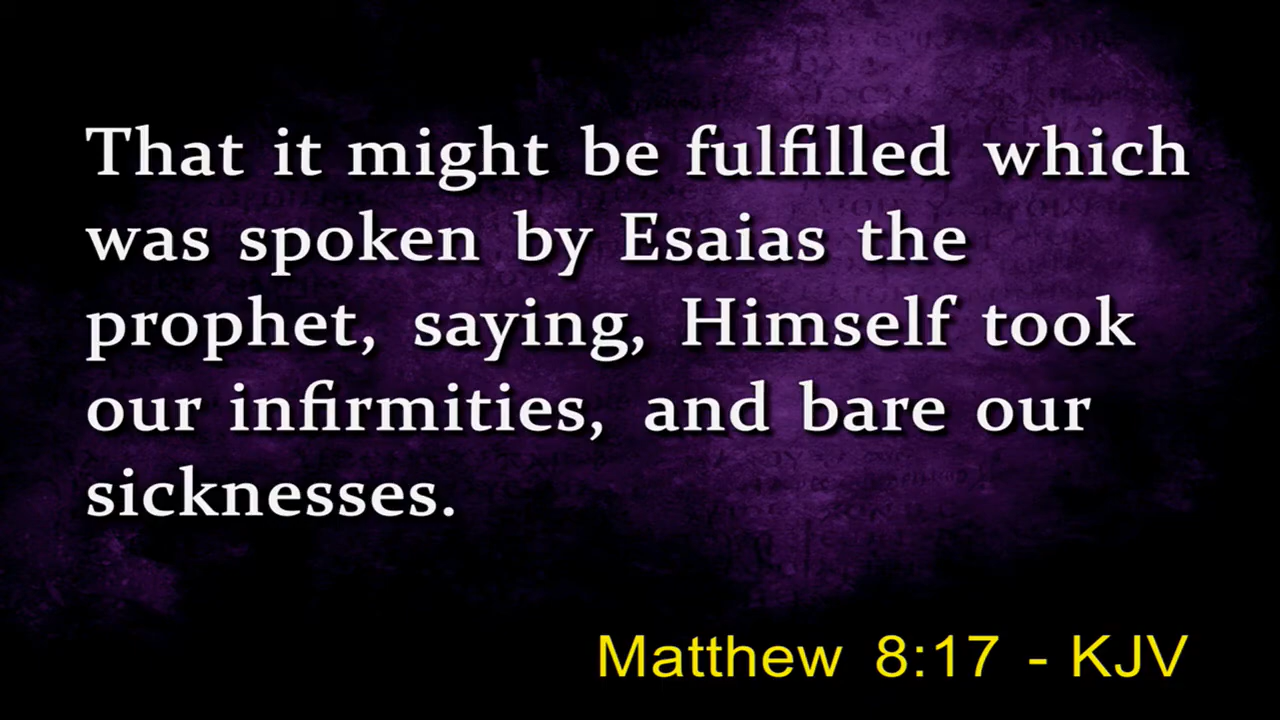 That it might be fulfilled which
was spoken by Esaias the
prophet, saying, Himself took
our infirmities, and bare our
sicknesses.
Matthew 8:17 - KJV